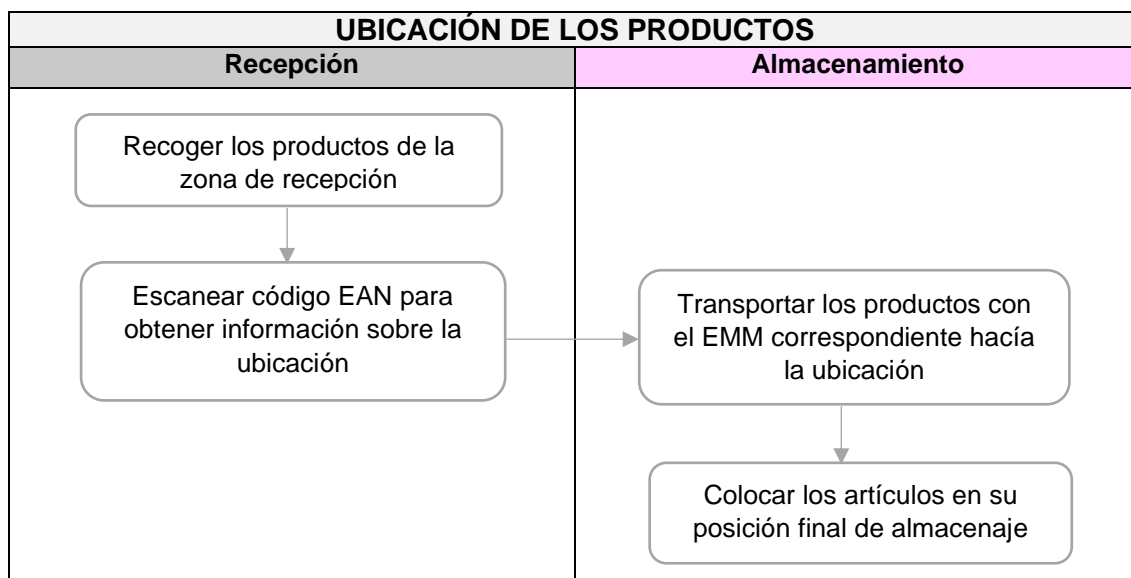 UBICACIÓN DE LOS PRODUCTOS
Recepción
Almacenamiento
Recoger los productos de la
zona de recepción
Escanear código EAN para
obtener información sobre la
ubicación
Transportar los productos con
el EMM correspondiente hacía
la ubicación
Colocar los artículos en su
posición final de almacenaje